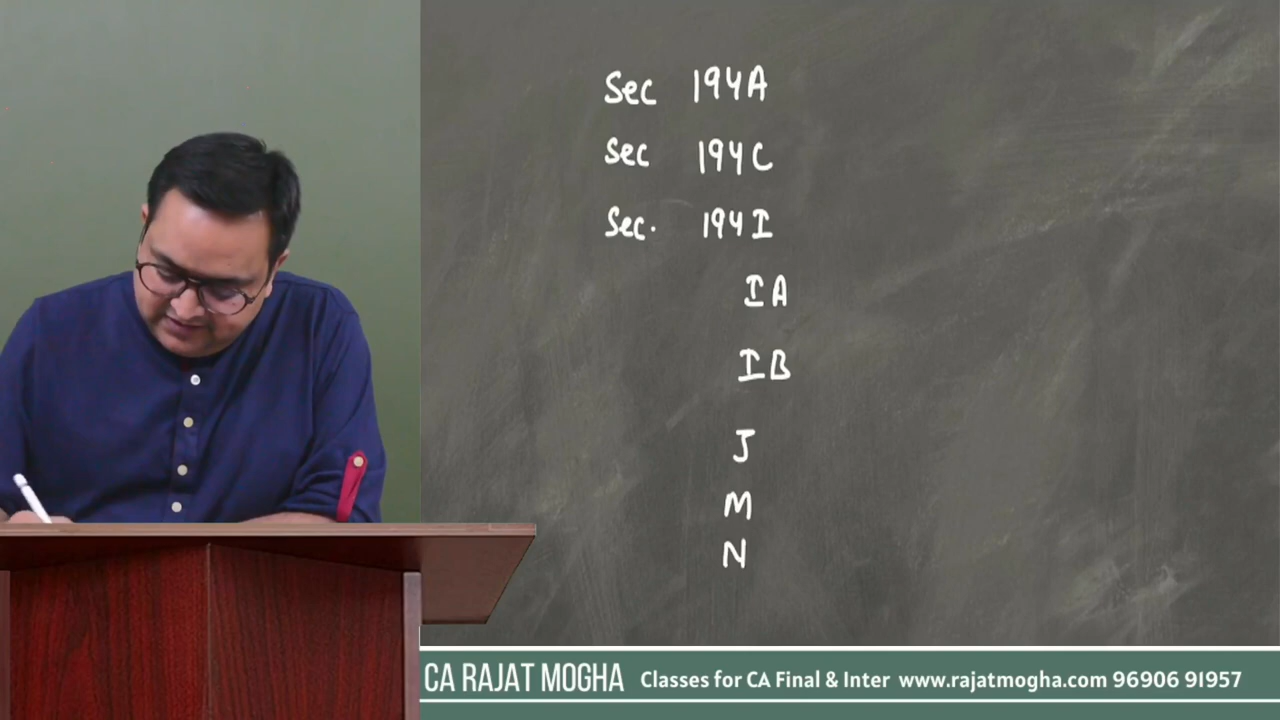 Sec 194A
Sec 194C
Sec. 194I
IA
IB
J
M
N
CA RAJAT MOGHA Classes for CA Final & Inter www.rajatmogha.com 96906 91957